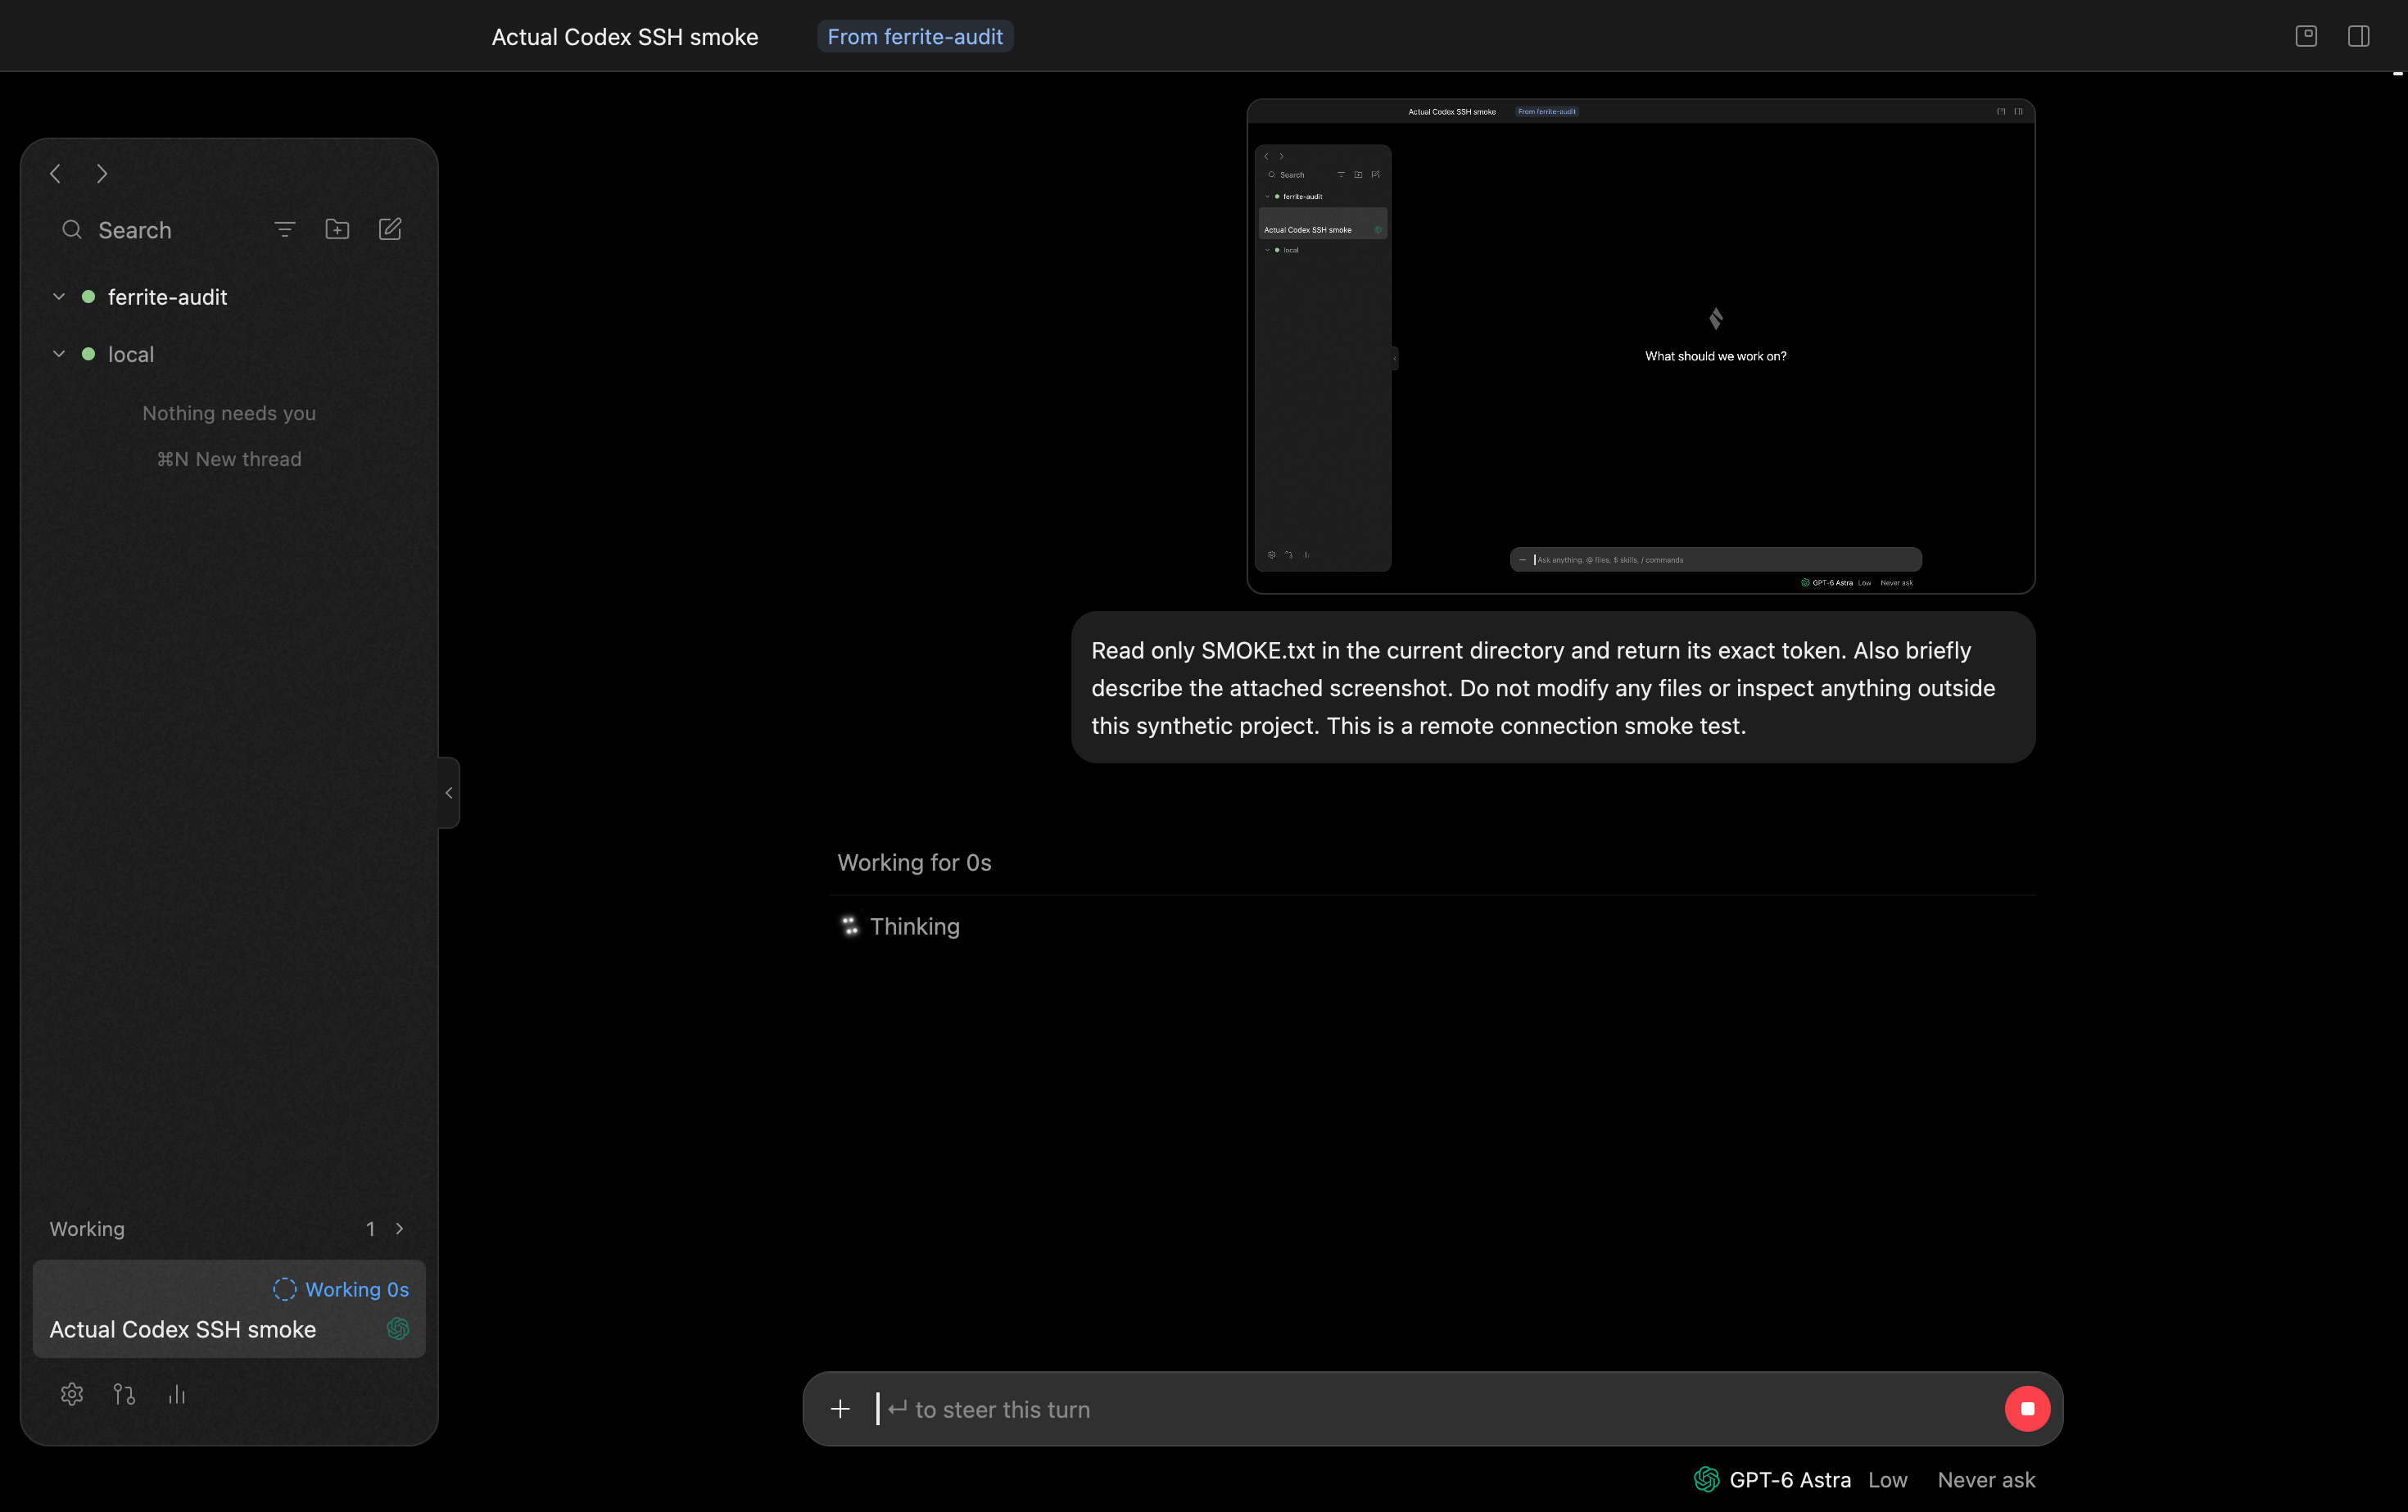 Actual Codex SSH smoke
From ferrite-audit
Search
ferrite-audit
local
Nothing needs you
⌘N New thread
Working 1
Working 0s
Actual Codex SSH smoke
Actual Codex SSH smoke
From ferrite-audit
Search
ferrite-audit
Actual Codex SSH smoke
local
What should we work on?
Ask anything. @ files, $ skills, / commands
GPT-6 Astra Low Never ask
Read only SMOKE.txt in the current directory and return its exact token. Also briefly
describe the attached screenshot. Do not modify any files or inspect anything outside
this synthetic project. This is a remote connection smoke test.
Working for 0s
Thinking
↵ to steer this turn
GPT-6 Astra Low Never ask